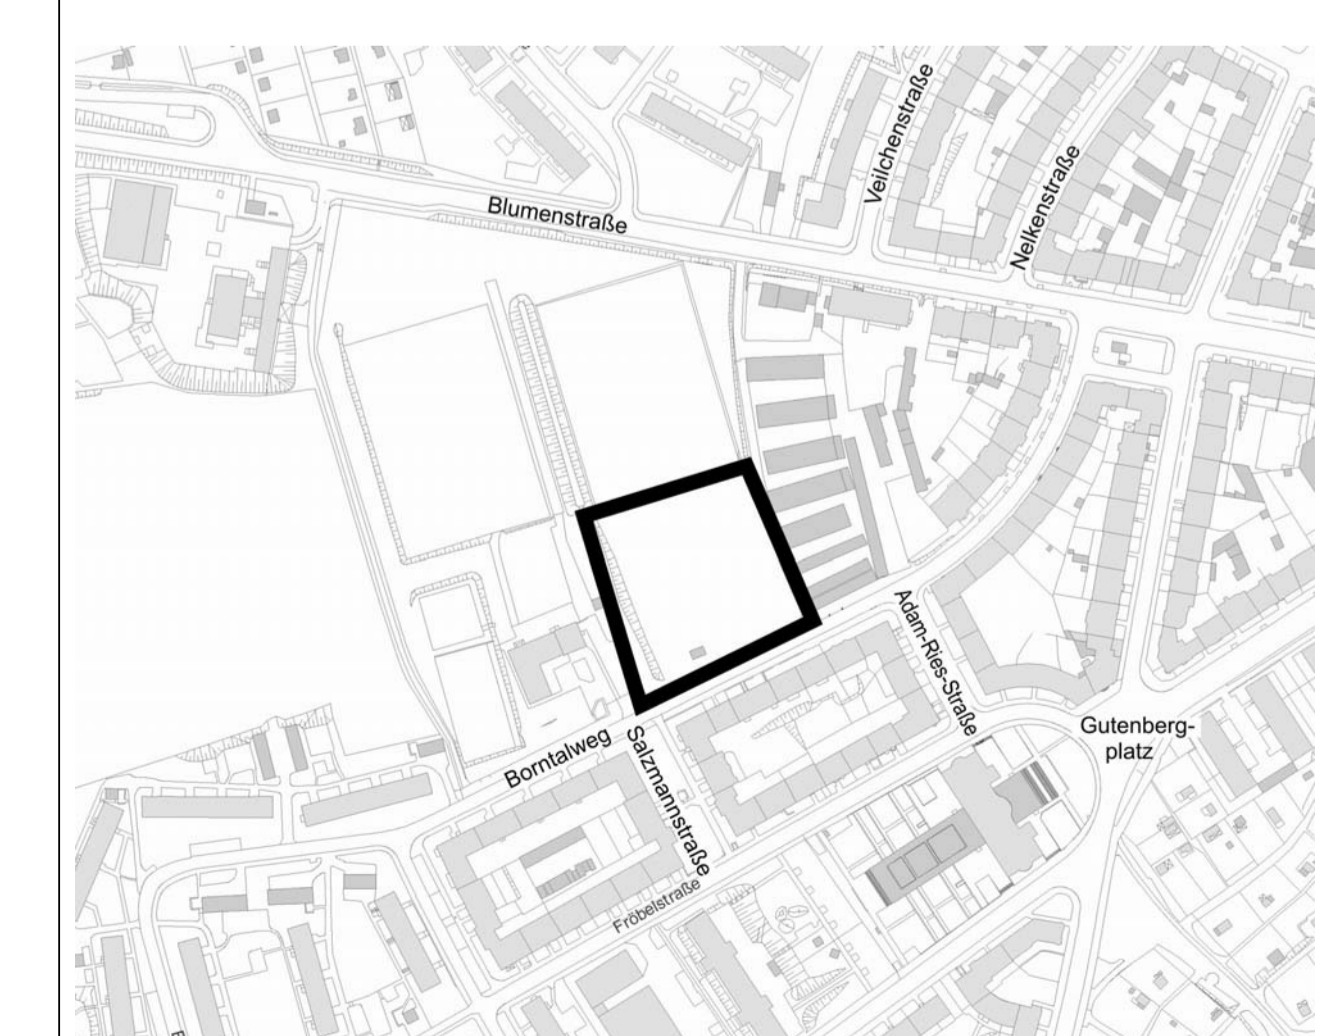 Veilchenstraße
Nelkenstraße
Blumenstraße
Adam-Ries-Straße
Gutenberg-
platz
Borntalweg
Salzmannstraße
Fröbelstraße